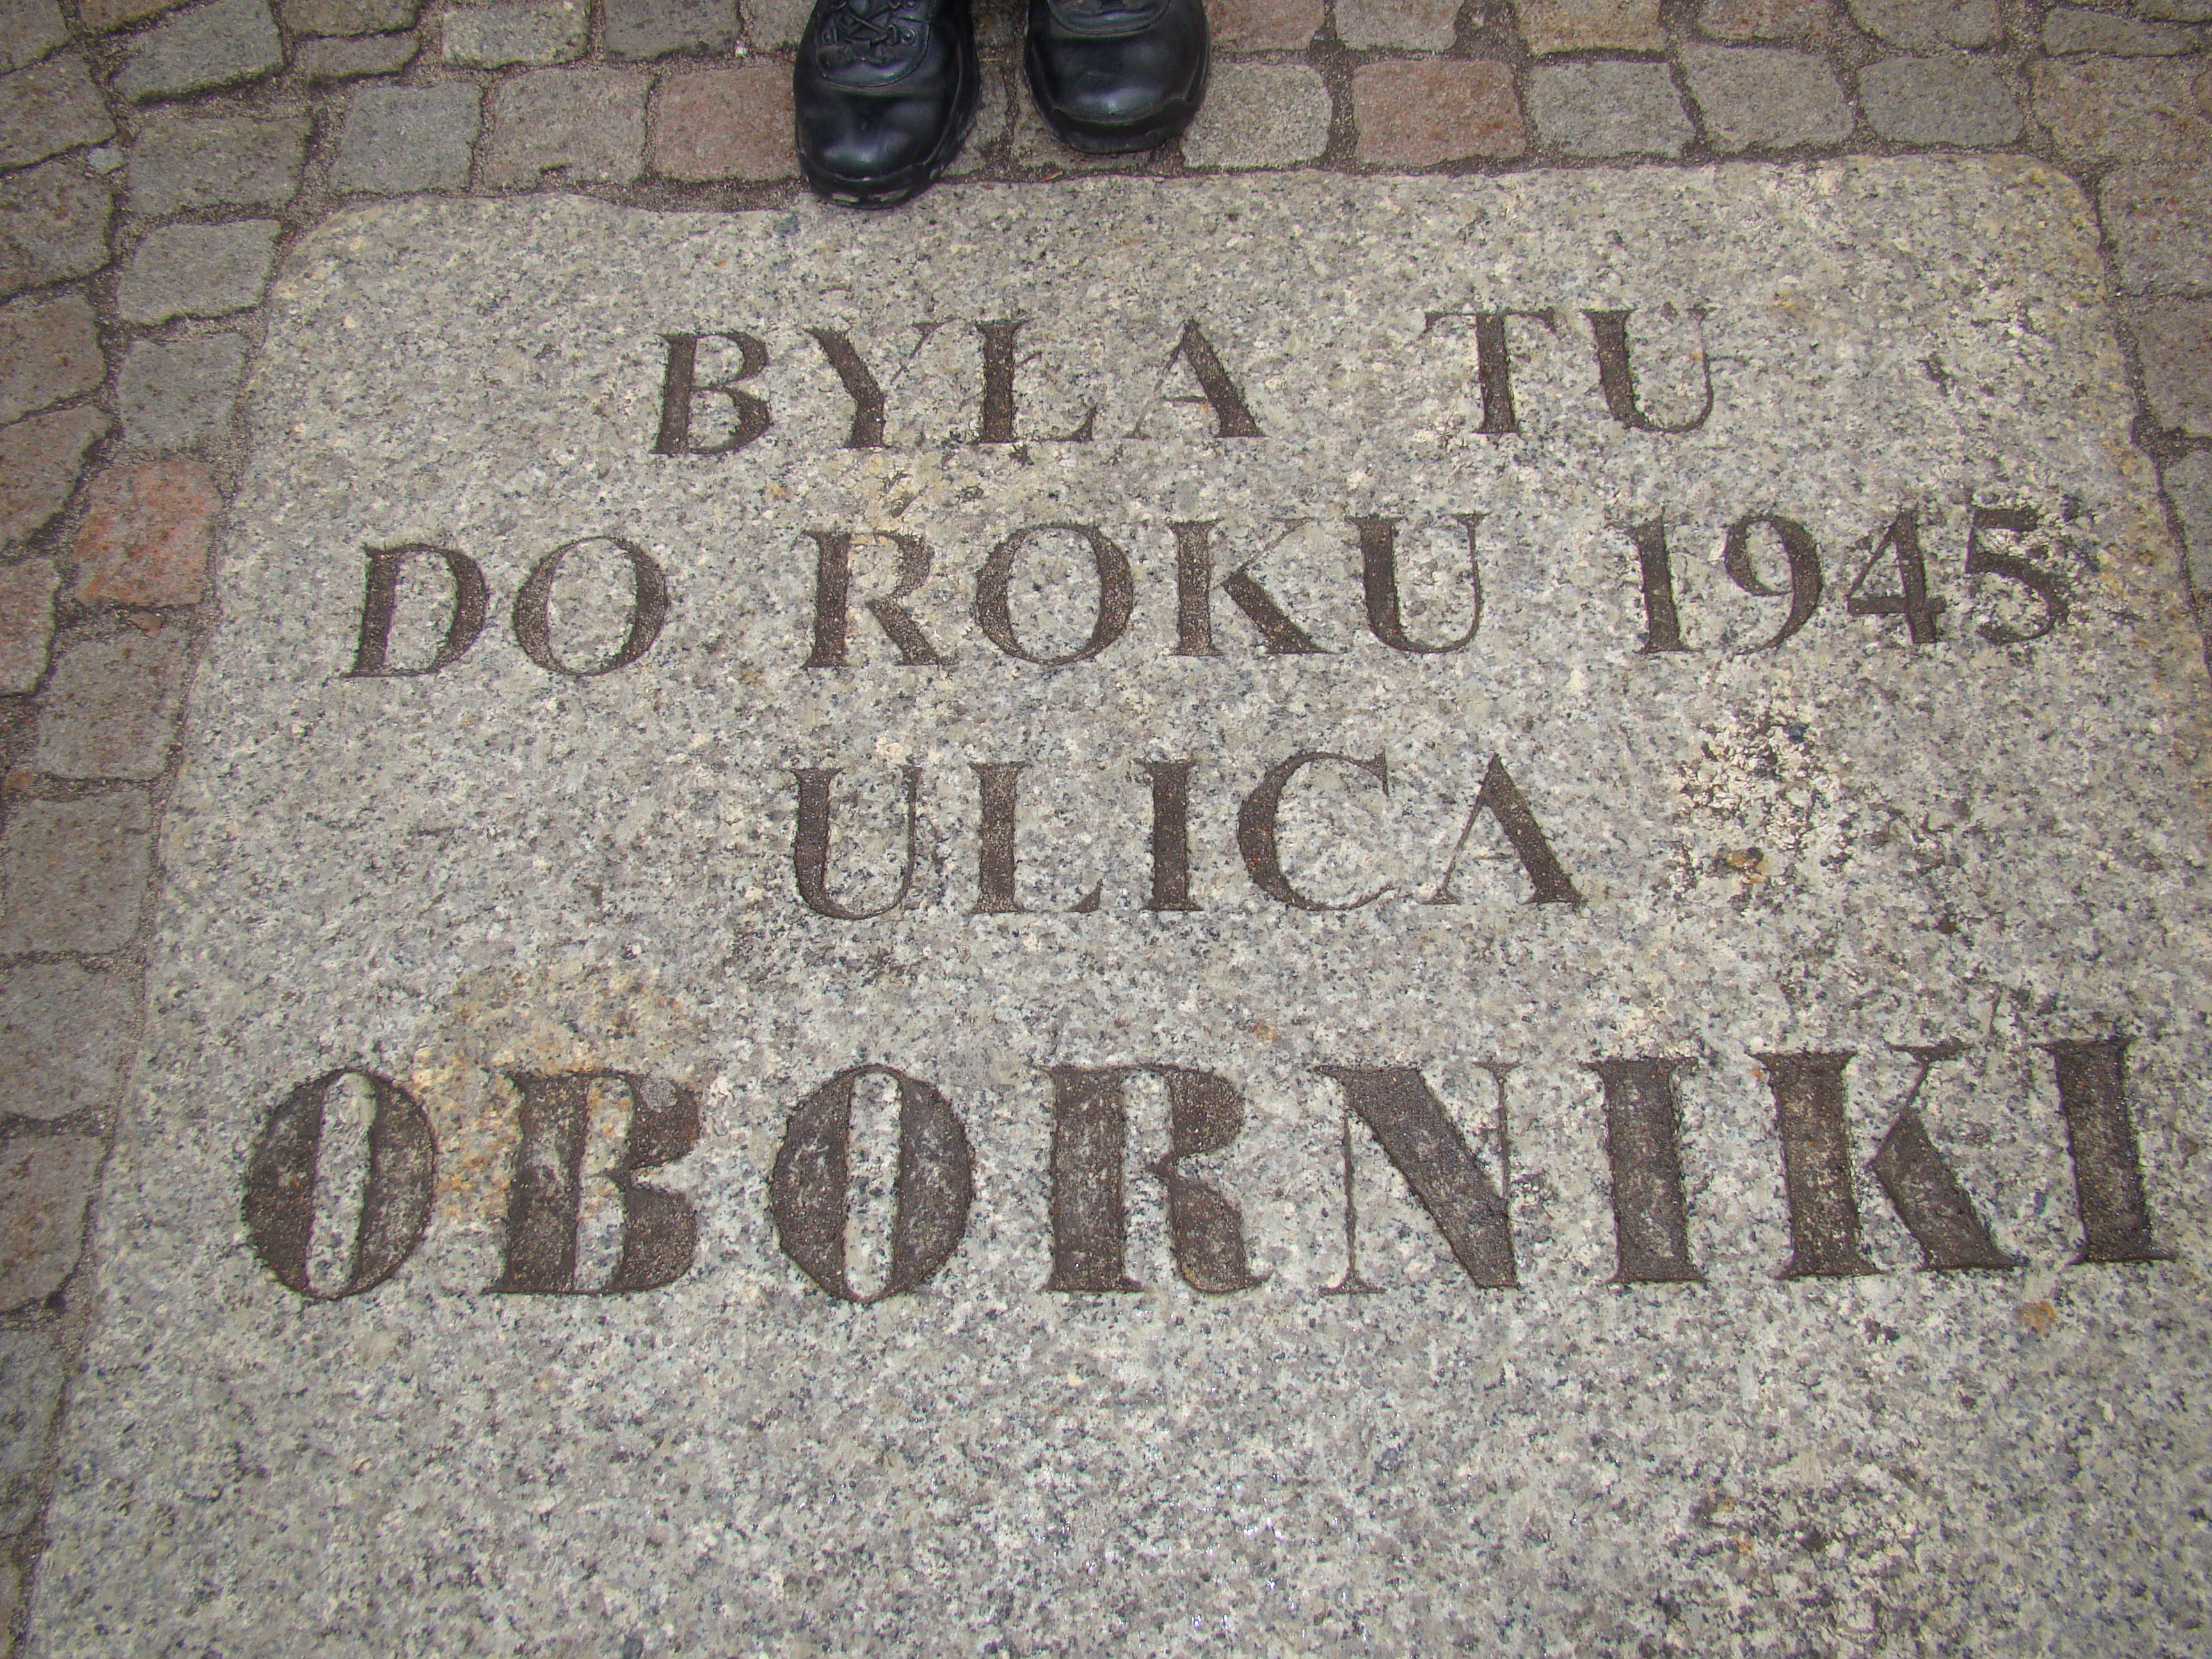 BYŁA TU
DO ROKU 1945
ULICA
OBORNIKI